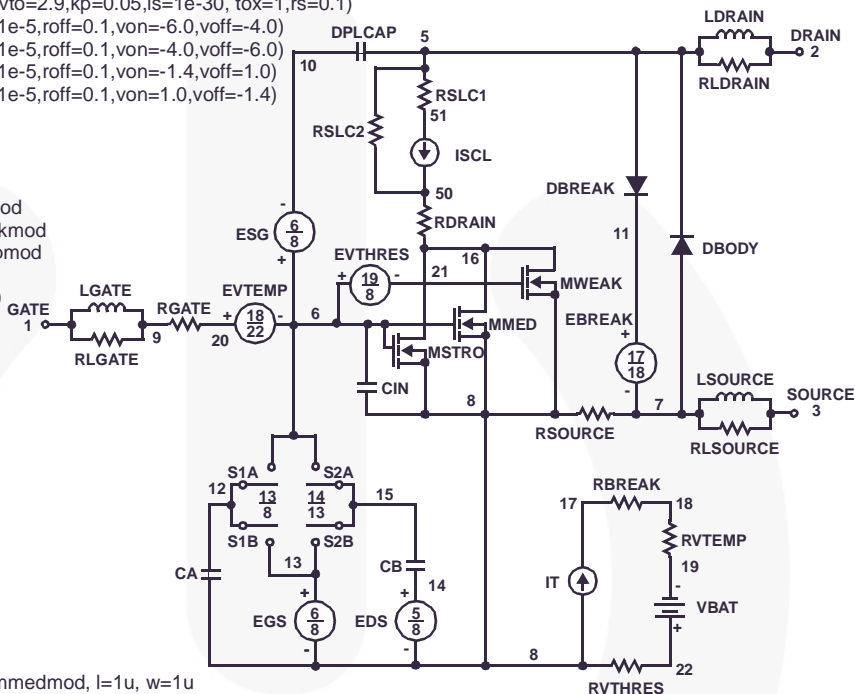 vto=2.9,kp=0.05,is=1e-30, tox=1,rs=0.1)
1e-5,roff=0.1,von=-6.0,voff=-4.0)
1e-5,roff=0.1,von=-4.0,voff=-6.0)
1e-5,roff=0.1,von=-1.4,voff=1.0)
1e-5,roff=0.1,von=1.0,voff=-1.4)
LDRAIN
DPLCAP
5
DRAIN
2
10
RLDRAIN
RSLC1
51
RSLC2
ISCL
50
RDRAIN
DBREAK
11
DBODY
od
kmod
omod
)
ESG
-
6
8
+
EVTHRES
+
19
8
-
21
16
MWEAK
GATE
1
LGATE
RLGATE
9
RGATE
20
EVTEMP
+
18
22
-
6
MMED
MSTRO
CIN
8
EBREAK
+
17
18
-
RSOURCE
7
LSOURCE
RLSOURCE
SOURCE
3
S1A
S2A
12
13
8
14
13
15
S1B
S2B
13
CA
CB
14
+
EGS
6
8
-
+
EDS
5
8
-
8
RBREAK
17
18
RVTEMP
19
-
IT
VBAT
+
22
RVTHRES
mmedmod, l=1u, w=1u